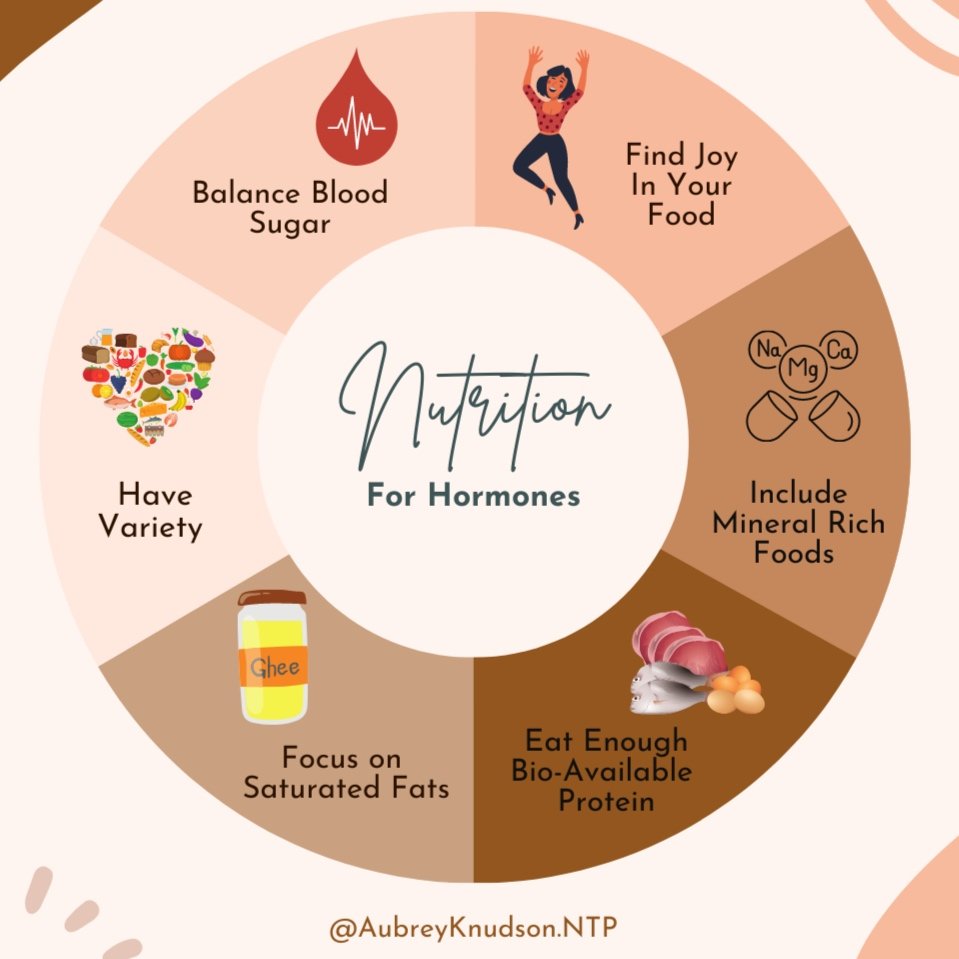 Balance Blood
Sugar
Find Joy
In Your
Food
Have
Variety
Nutrition
For Hormones
Na
Mg
Ca
Include
Mineral Rich
Foods
Ghee
Focus on
Saturated Fats
Eat Enough
Bio-Available
Protein
@AubreyKnudson.NTP